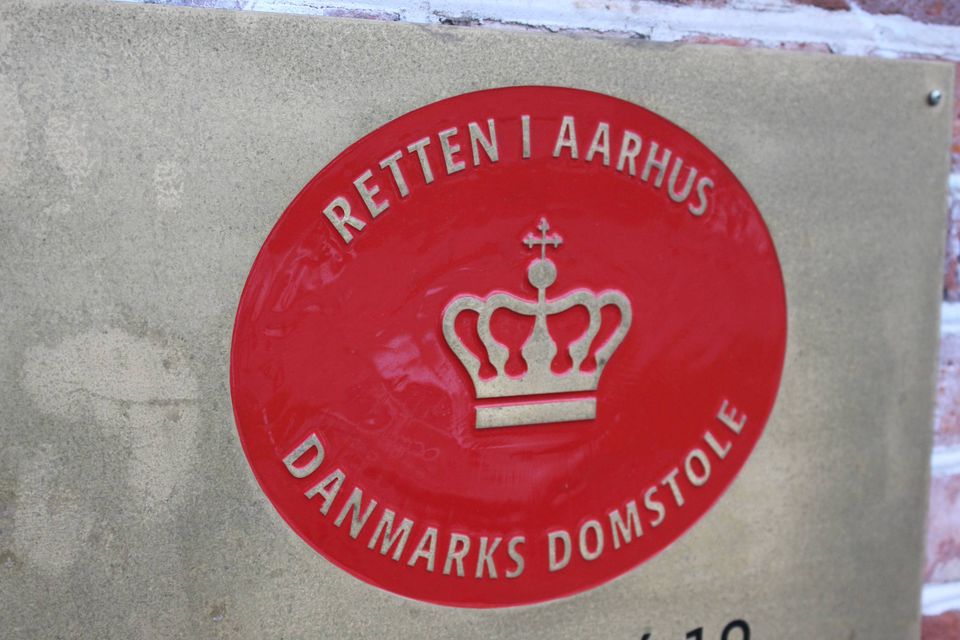 RETTEN I AARHUS
DANMARKS DOMSTOLE